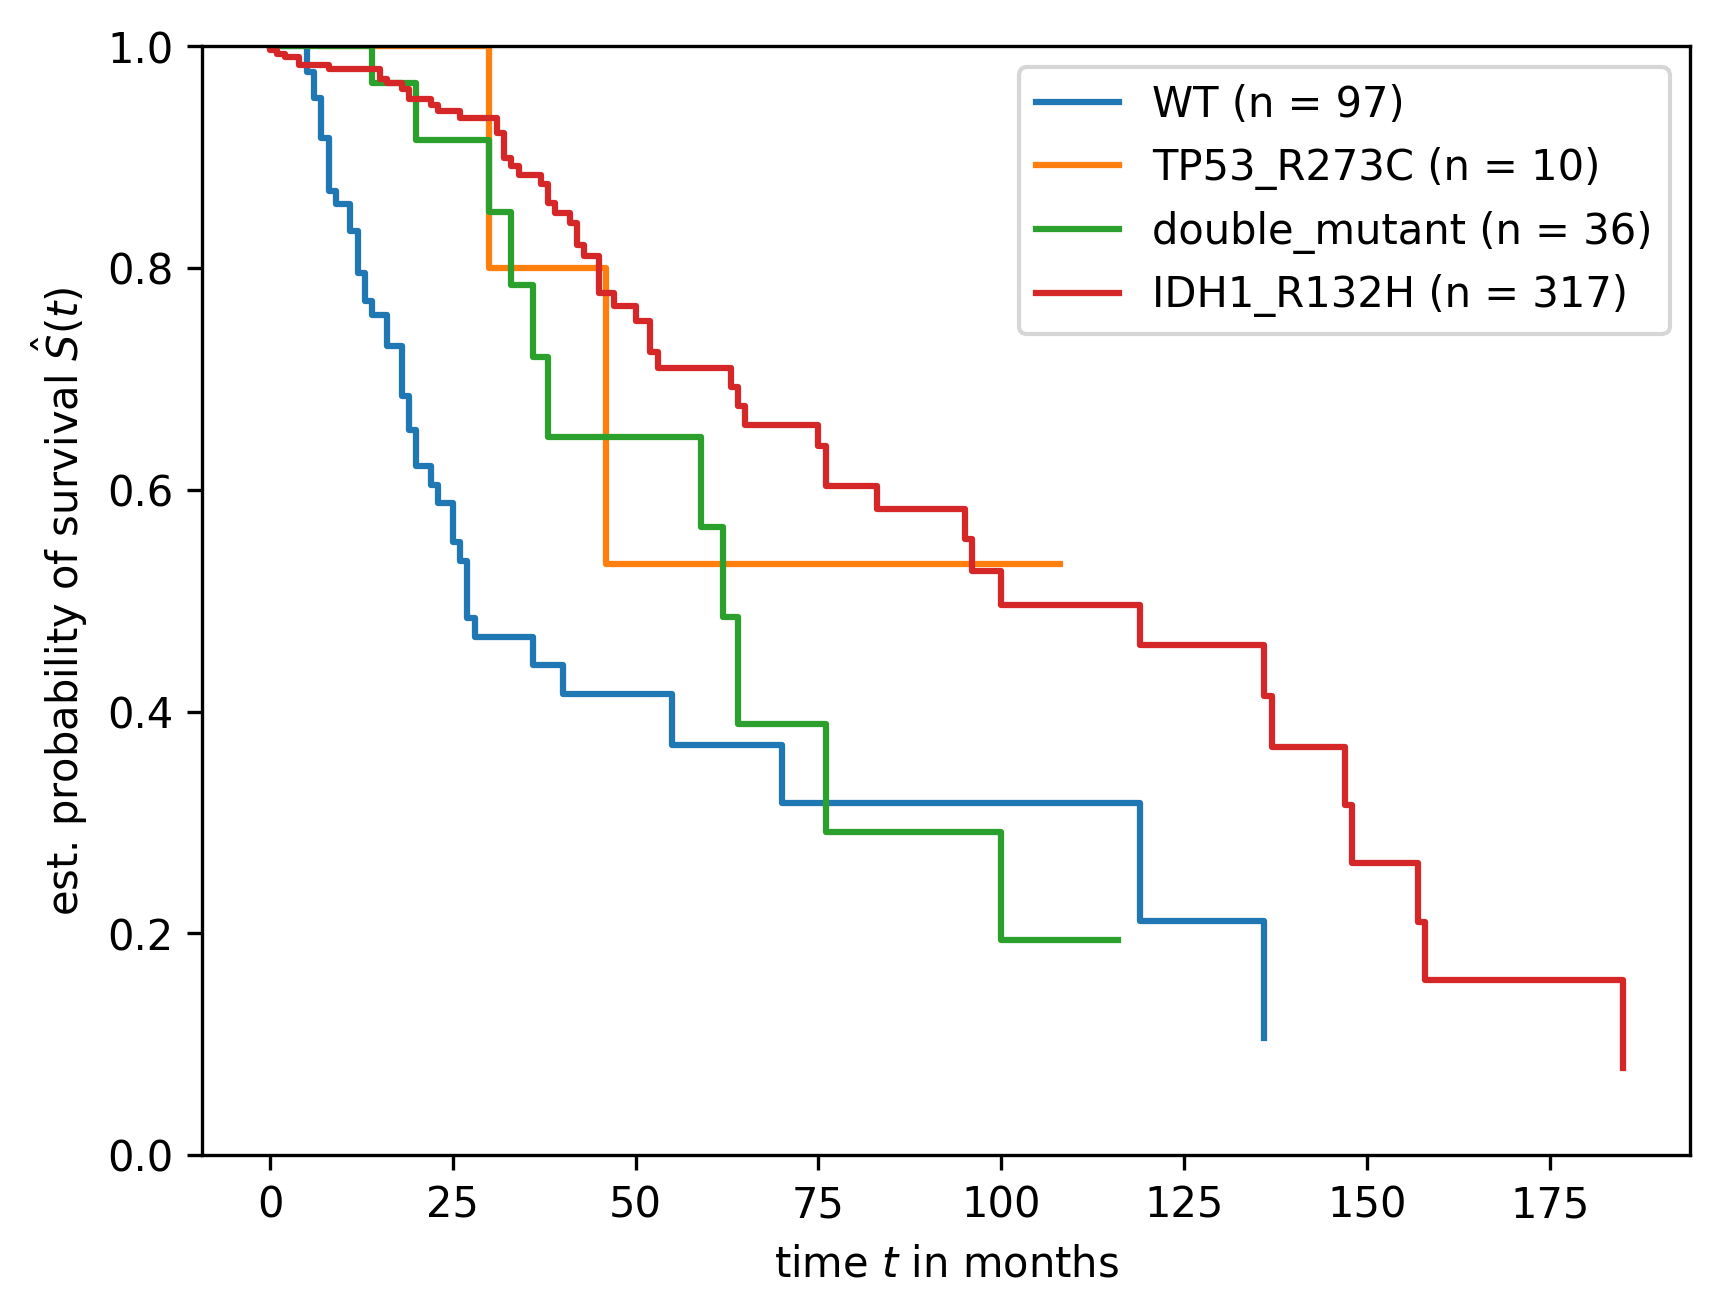 1.0
0.8
0.6
0.4
0.2
0.0
est. probability of survival Ŝ(t)
WT (n = 97)
TP53_R273C (n = 10)
double_mutant (n = 36)
IDH1_R132H (n = 317)
0 25 50 75 100 125 150 175
time t in months